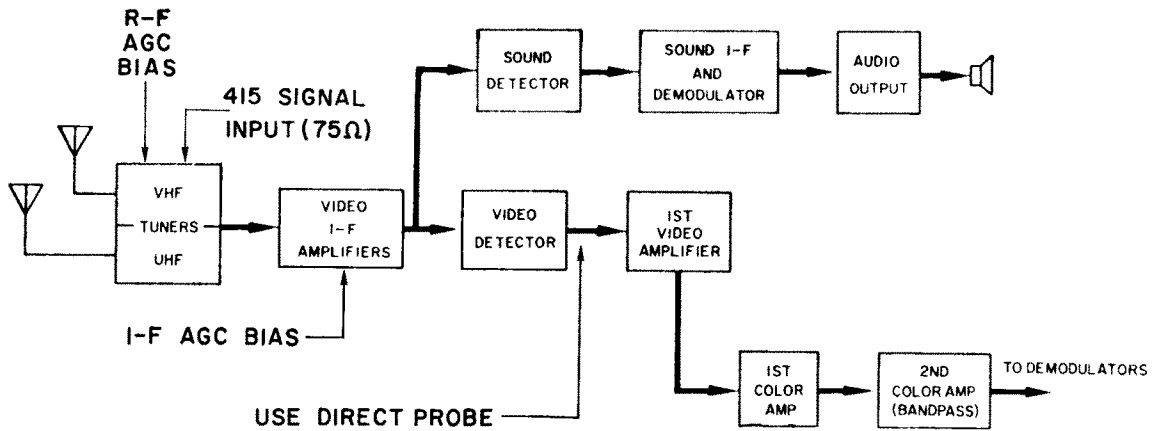 R-F
AGC
BIAS
415 SIGNAL
INPUT (75Ω)
SOUND
DETECTOR
SOUND I-F
AND
DEMODULATOR
AUDIO
OUTPUT
VHF
TUNERS
UHF
VIDEO
I-F
AMPLIFIERS
VIDEO
DETECTOR
1ST
VIDEO
AMPLIFIER
I-F AGC BIAS
USE DIRECT PROBE
1ST
COLOR
AMP
2ND
COLOR AMP
(BANDPASS)
TO DEMODULATORS